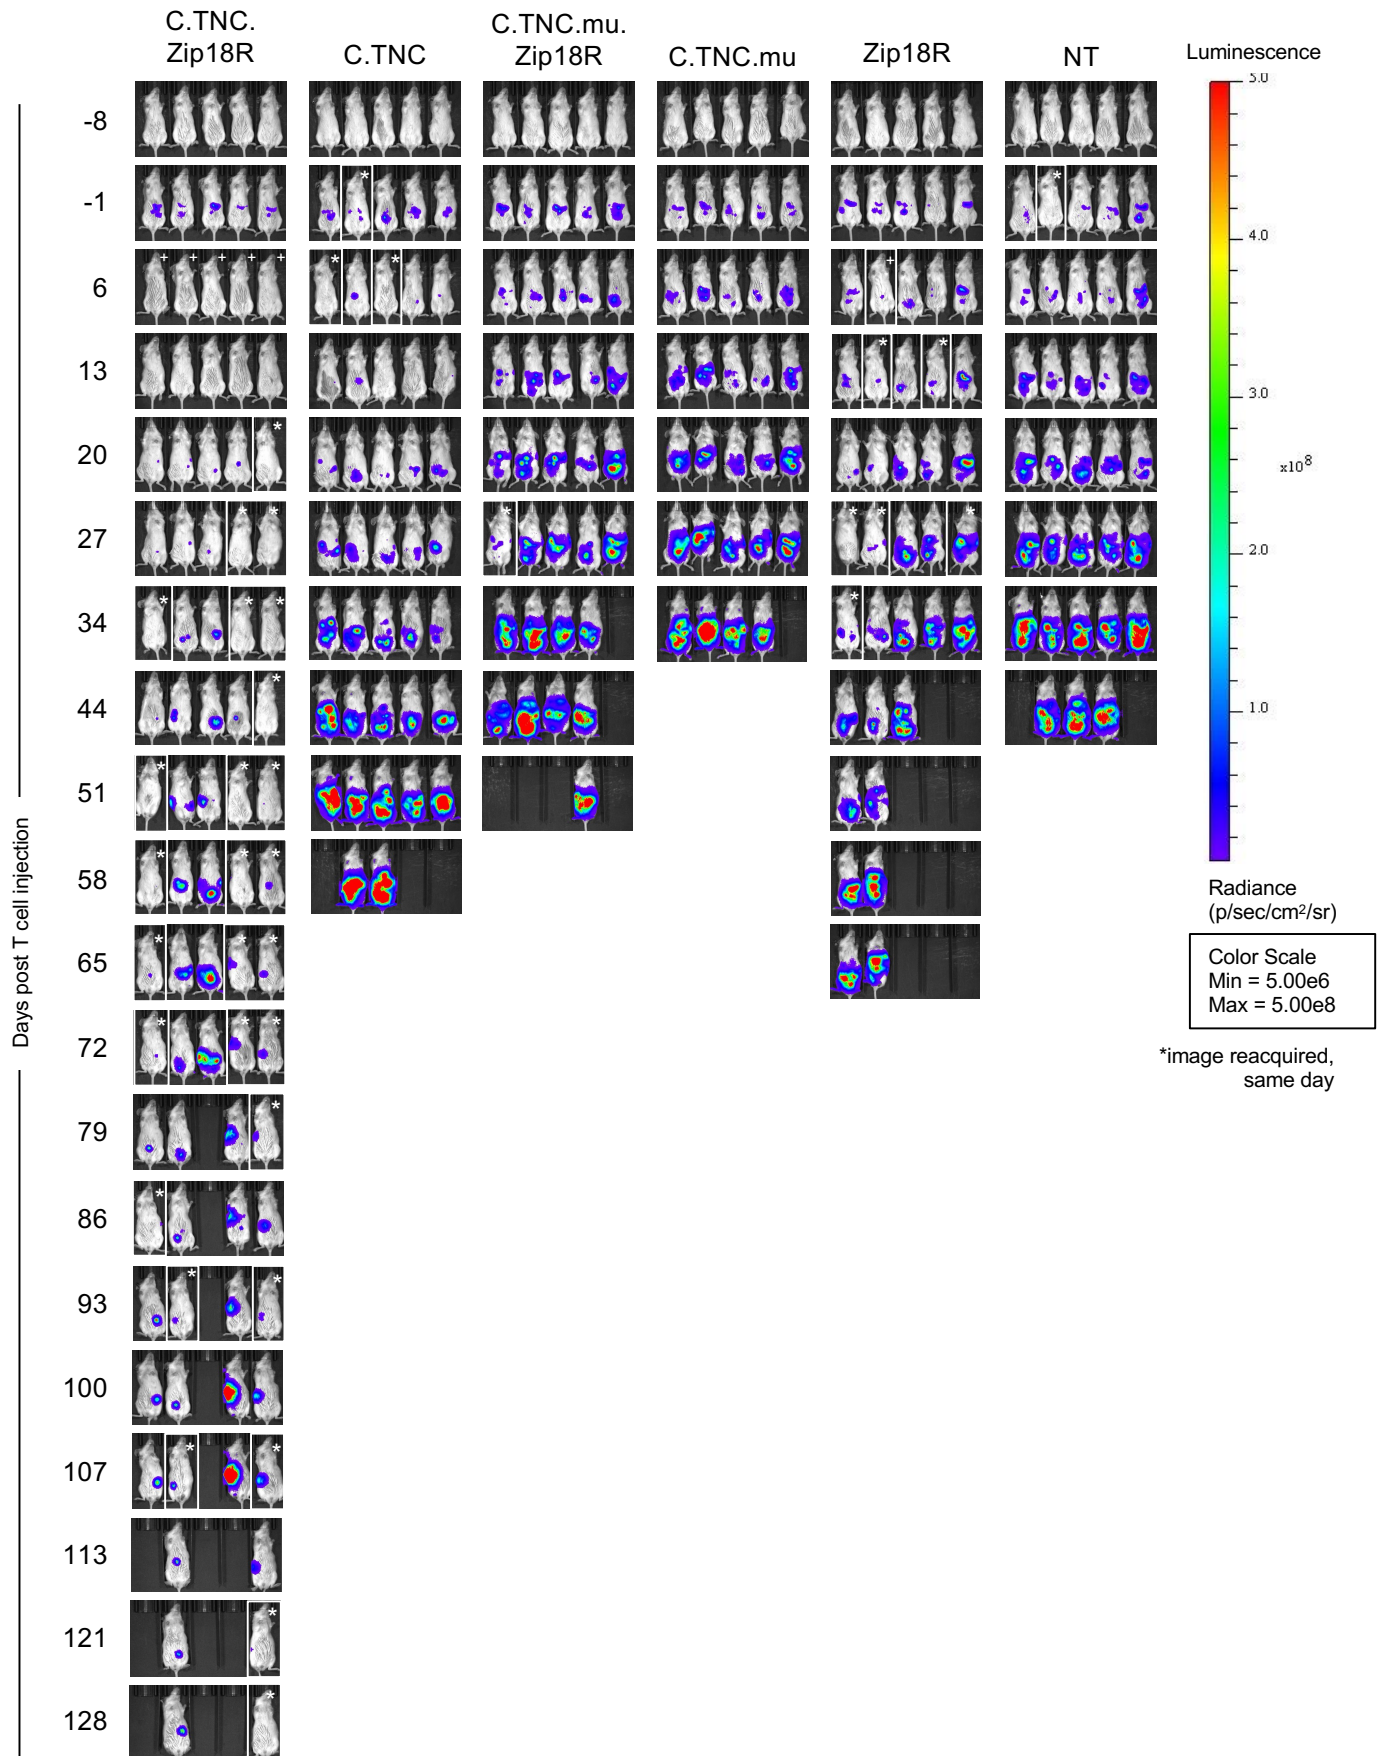 C.TNC.
Zip18R
C.TNC
C.TNC.mu.
Zip18R
C.TNC.mu
Zip18R
NT
Luminescence
-8
-1
*
*
6
+ + + + +
* *
+
13
* *
20
*
27
* *
*
* * *
34
* * *
*
44
*
51
* * *
58
* * *
65
* *
72
* * *
79
*
86
*
93
* *
100
107
* *
113
121
*
128
*
Days post T cell injection
5.0
4.0
3.0
x10⁸
2.0
1.0
Radiance
(p/sec/cm²/sr)
Color Scale
Min = 5.00e6
Max = 5.00e8
*image reacquired,
same day